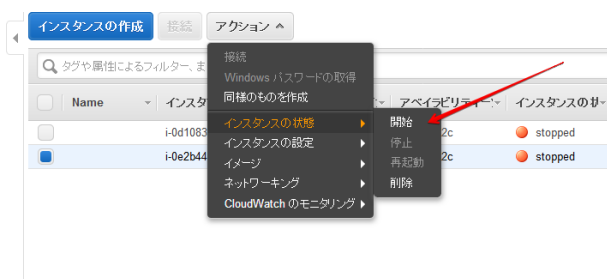 インスタンスの作成 接続 アクション
タグや属性によるフィルター、ま
接続
Windows パスワードの取得
同様のものを作成
Name インスタ アベイラビリティー インスタンスの
インスタンスの状態 開始
i-0d1083 2c stopped
インスタンスの設定 停止
i-0e2b44 2c stopped
イメージ 再起動
ネットワーキング 削除
CloudWatch のモニタリング